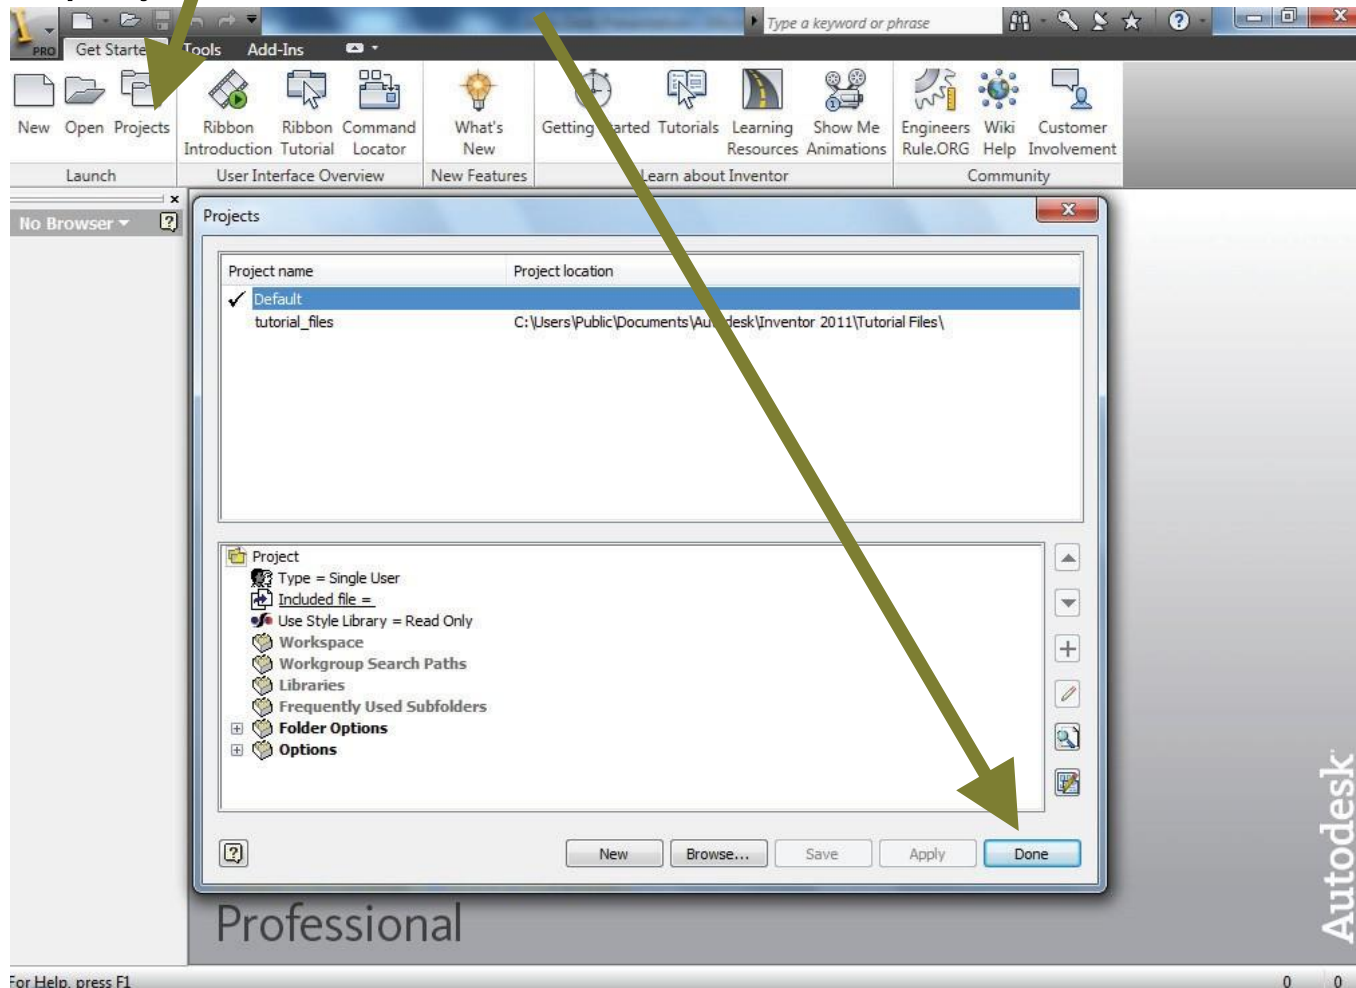 Type a keyword or phrase
PRO Get Started Tools Add-Ins
New Open Projects Ribbon Introduction Ribbon Tutorial Command Locator What's New Getting Started Tutorials Learning Resources Show Me Animations Engineers Rule.ORG Wiki Help Customer Involvement
Launch User Interface Overview New Features Learn about Inventor Community
No Browser
Projects
Project name Project location
Default
tutorial_files C:\Users\Public\Documents\Autodesk\Inventor 2011\Tutorial Files\
Project
Type = Single User
Included file =
Use Style Library = Read Only
Workspace
Workgroup Search Paths
Libraries
Frequently Used Subfolders
Folder Options
Options
New Browse... Save Apply Done
Professional
Autodesk
For Help, press F1 0 0